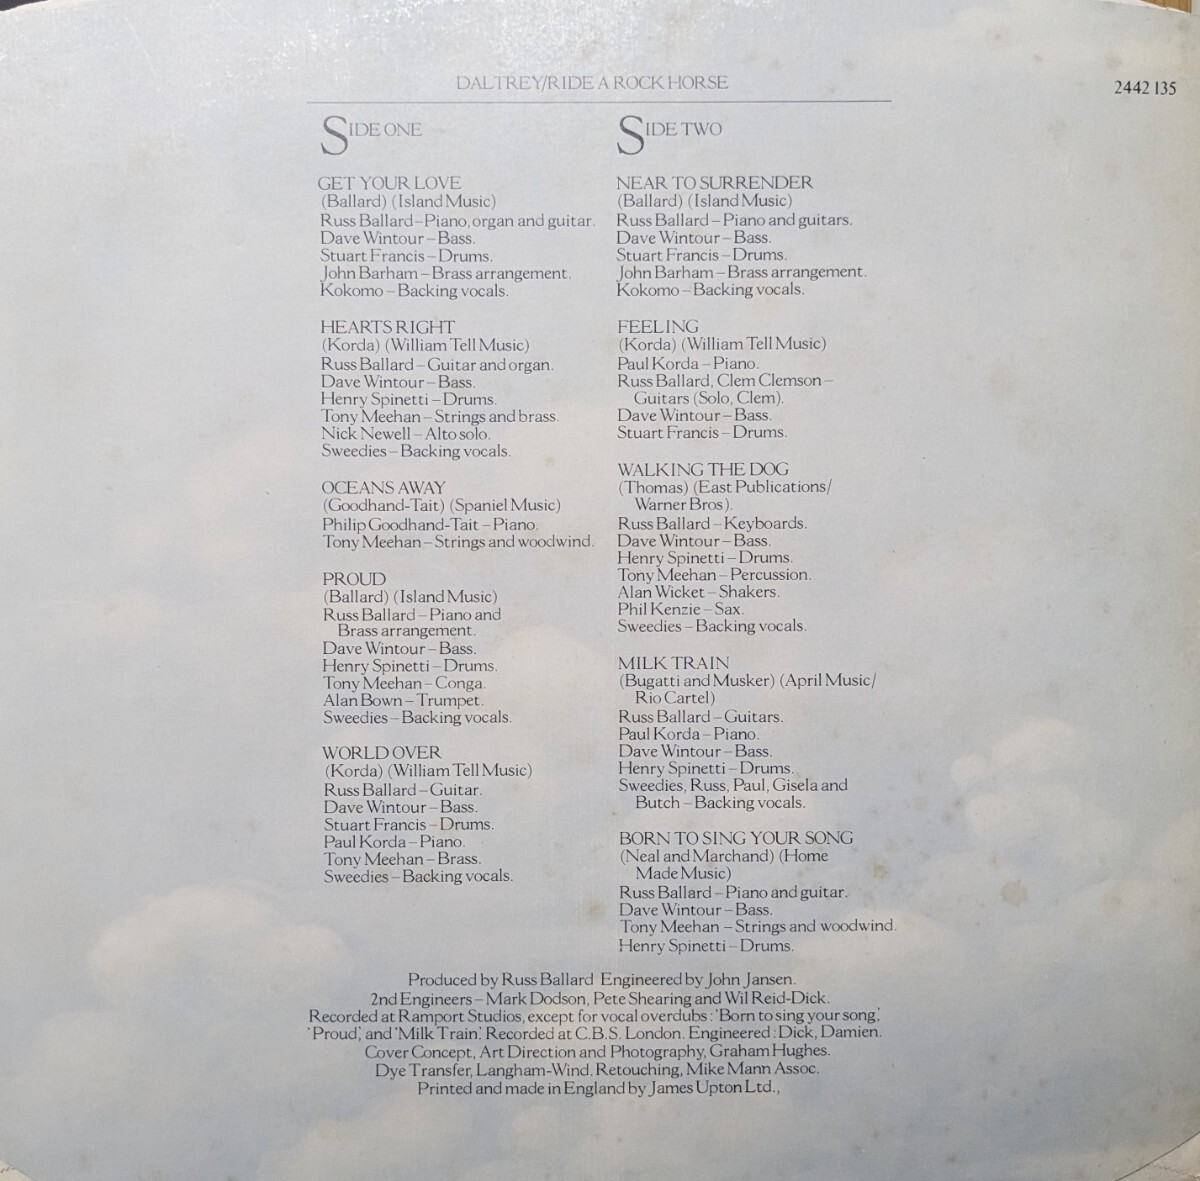 DALTREY/RIDE A ROCK HORSE
2442 135
SIDE ONE
GET YOUR LOVE
(Ballard) (Island Music)
Russ Ballard – Piano, organ and guitar.
Dave Wintour – Bass.
Stuart Francis – Drums.
John Barham – Brass arrangement.
Kokomo – Backing vocals.
HEARTS RIGHT
(Korda) (William Tell Music)
Russ Ballard – Guitar and organ.
Dave Wintour – Bass.
Henry Spinetti – Drums.
Tony Meehan – Strings and brass.
Nick Newell – Alto solo.
Sweedies – Backing vocals.
OCEANS AWAY
(Goodhand-Tait) (Spaniel Music)
Philip Goodhand-Tait – Piano.
Tony Meehan – Strings and woodwind.
PROUD
(Ballard) (Island Music)
Russ Ballard – Piano and
Brass arrangement.
Dave Wintour – Bass.
Henry Spinetti – Drums.
Tony Meehan – Conga.
Alan Bown – Trumpet.
Sweedies – Backing vocals.
WORLD OVER
(Korda) (William Tell Music)
Russ Ballard – Guitar.
Dave Wintour – Bass.
Stuart Francis – Drums.
Paul Korda – Piano.
Tony Meehan – Brass.
Sweedies – Backing vocals.
SIDE TWO
NEAR TO SURRENDER
(Ballard) (Island Music)
Russ Ballard – Piano and guitars.
Dave Wintour – Bass.
Stuart Francis – Drums.
John Barham – Brass arrangement.
Kokomo – Backing vocals.
FEELING
(Korda) (William Tell Music)
Paul Korda – Piano.
Russ Ballard, Clem Clemson –
Guitars (Solo, Clem).
Dave Wintour – Bass.
Stuart Francis – Drums.
WALKING THE DOG
(Thomas) (East Publications/
Warner Bros).
Russ Ballard – Keyboards.
Dave Wintour – Bass.
Henry Spinetti – Drums.
Tony Meehan – Percussion.
Alan Wicket – Shakers.
Phil Kenzie – Sax.
Sweedies – Backing vocals.
MILK TRAIN
(Bugatti and Musker) (April Music/
Rio Cartel)
Russ Ballard – Guitars.
Paul Korda – Piano.
Dave Wintour – Bass.
Henry Spinetti – Drums.
Sweedies, Russ, Paul, Gisela and
Butch – Backing vocals.
BORN TO SING YOUR SONG
(Neal and Marchand) (Home
Made Music)
Russ Ballard – Piano and guitar.
Dave Wintour – Bass.
Tony Meehan – Strings and woodwind.
Henry Spinetti – Drums.
Produced by Russ Ballard Engineered by John Jansen.
2nd Engineers – Mark Dodson, Pete Shearing and Wil Reid-Dick.
Recorded at Ramport Studios, except for vocal overdubs: 'Born to sing your song,'
'Proud,' and 'Milk Train.' Recorded at C.B.S. London. Engineered: Dick, Damien.
Cover Concept, Art Direction and Photography, Graham Hughes.
Dye Transfer, Langham-Wind, Retouching, Mike Mann Assoc.
Printed and made in England by James Upton Ltd.,